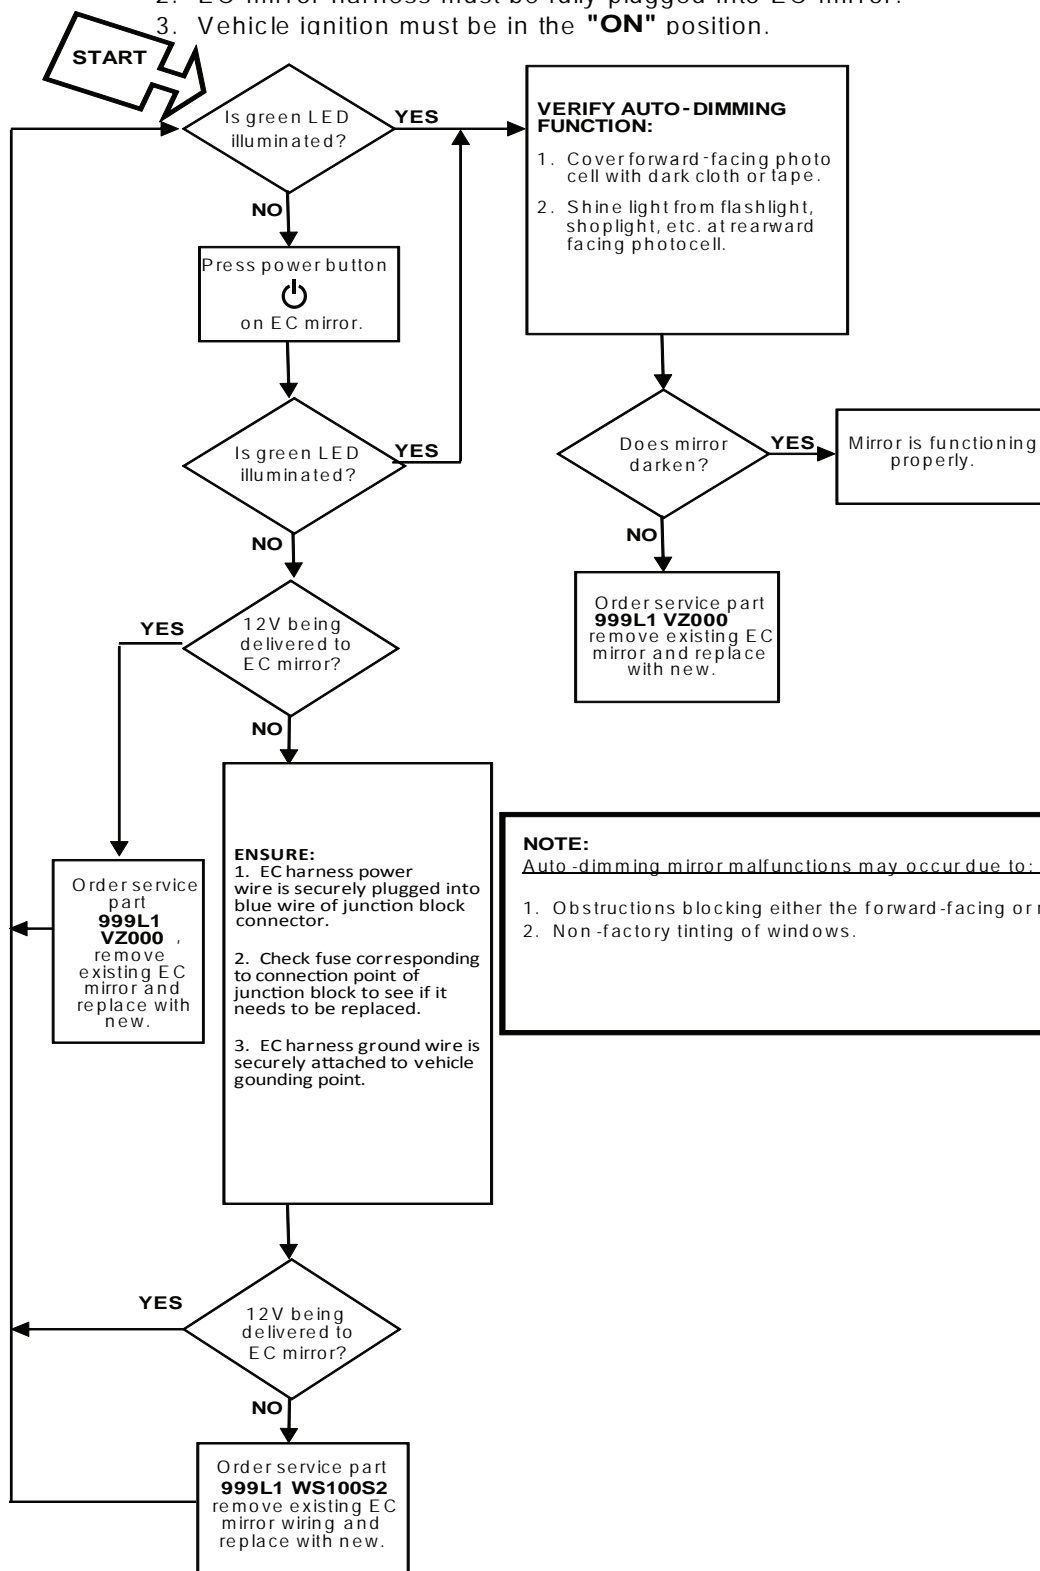 2. EC mirror harness must be fully plugged into EC mirror.
3. Vehicle ignition must be in the "ON" position.
START
Is green LED
illuminated?
YES
NO
Press power button
on EC mirror.
Is green LED
illuminated?
YES
NO
12V being
delivered to
EC mirror?
YES
NO
Order service
part
999L1
VZ000 ,
remove
existing EC
mirror and
replace with
new.
ENSURE:
1. EC harness power
wire is securely plugged into
blue wire of junction block
connector.
2. Check fuse corresponding
to connection point of
junction block to see if it
needs to be replaced.
3. EC harness ground wire is
securely attached to vehicle
gounding point.
12V being
delivered to
EC mirror?
YES
NO
Order service part
999L1 WS100S2
remove existing EC
mirror wiring and
replace with new.
VERIFY AUTO-DIMMING
FUNCTION:
1. Cover forward-facing photo
cell with dark cloth or tape.
2. Shine light from flashlight,
shoplight, etc. at rearward
facing photocell.
Does mirror
darken?
YES
Mirror is functioning
properly.
NO
Order service part
999L1 VZ000
remove existing EC
mirror and replace
with new.
NOTE:
Auto-dimming mirror malfunctions may occur due to:
1. Obstructions blocking either the forward-facing or
2. Non-factory tinting of windows.